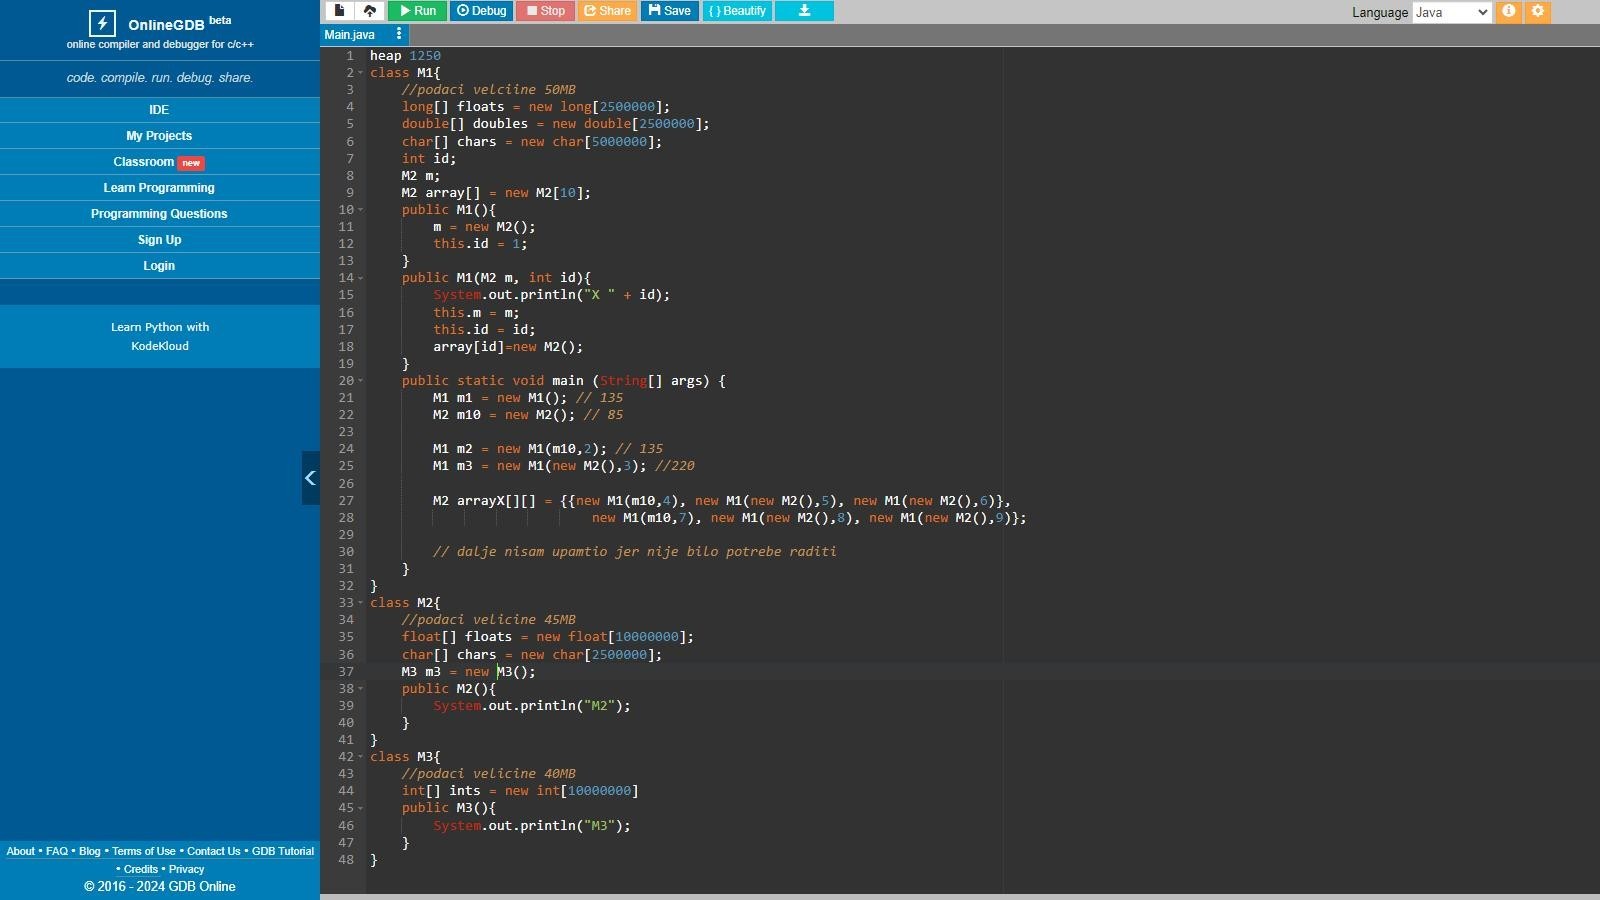 OnlineGDB beta
online compiler and debugger for c/c++
code. compile. run. debug. share.
IDE
My Projects
Classroom new
Learn Programming
Programming Questions
Sign Up
Login
Learn Python with
KodeKloud
About • FAQ • Blog • Terms of Use • Contact Us • GDB Tutorial
• Credits • Privacy
© 2016 - 2024 GDB Online
Run Debug Stop Share Save { } Beautify Language Java
Main.java
1 heap 1250
2 class M1{
3 //podaci velciine 50MB
4 long[] floats = new long[2500000];
5 double[] doubles = new double[2500000];
6 char[] chars = new char[5000000];
7 int id;
8 M2 m;
9 M2 array[] = new M2[10];
10 public M1(){
11 m = new M2();
12 this.id = 1;
13 }
14 public M1(M2 m, int id){
15 System.out.println("X " + id);
16 this.m = m;
17 this.id = id;
18 array[id]=new M2();
19 }
20 public static void main (String[] args) {
21 M1 m1 = new M1(); // 135
22 M2 m10 = new M2(); // 85
23
24 M1 m2 = new M1(m10,2); // 135
25 M1 m3 = new M1(new M2(),3); //220
26
27 M2 arrayX[][] = {{new M1(m10,4), new M1(new M2(),5), new M1(new M2(),6)},
28 new M1(m10,7), new M1(new M2(),8), new M1(new M2(),9)};
29
30 // dalje nisam upamtio jer nije bilo potrebe raditi
31 }
32 }
33 class M2{
34 //podaci velicine 45MB
35 float[] floats = new float[10000000];
36 char[] chars = new char[2500000];
37 M3 m3 = new M3();
38 public M2(){
39 System.out.println("M2");
40 }
41 }
42 class M3{
43 //podaci velicine 40MB
44 int[] ints = new int[10000000]
45 public M3(){
46 System.out.println("M3");
47 }
48 }